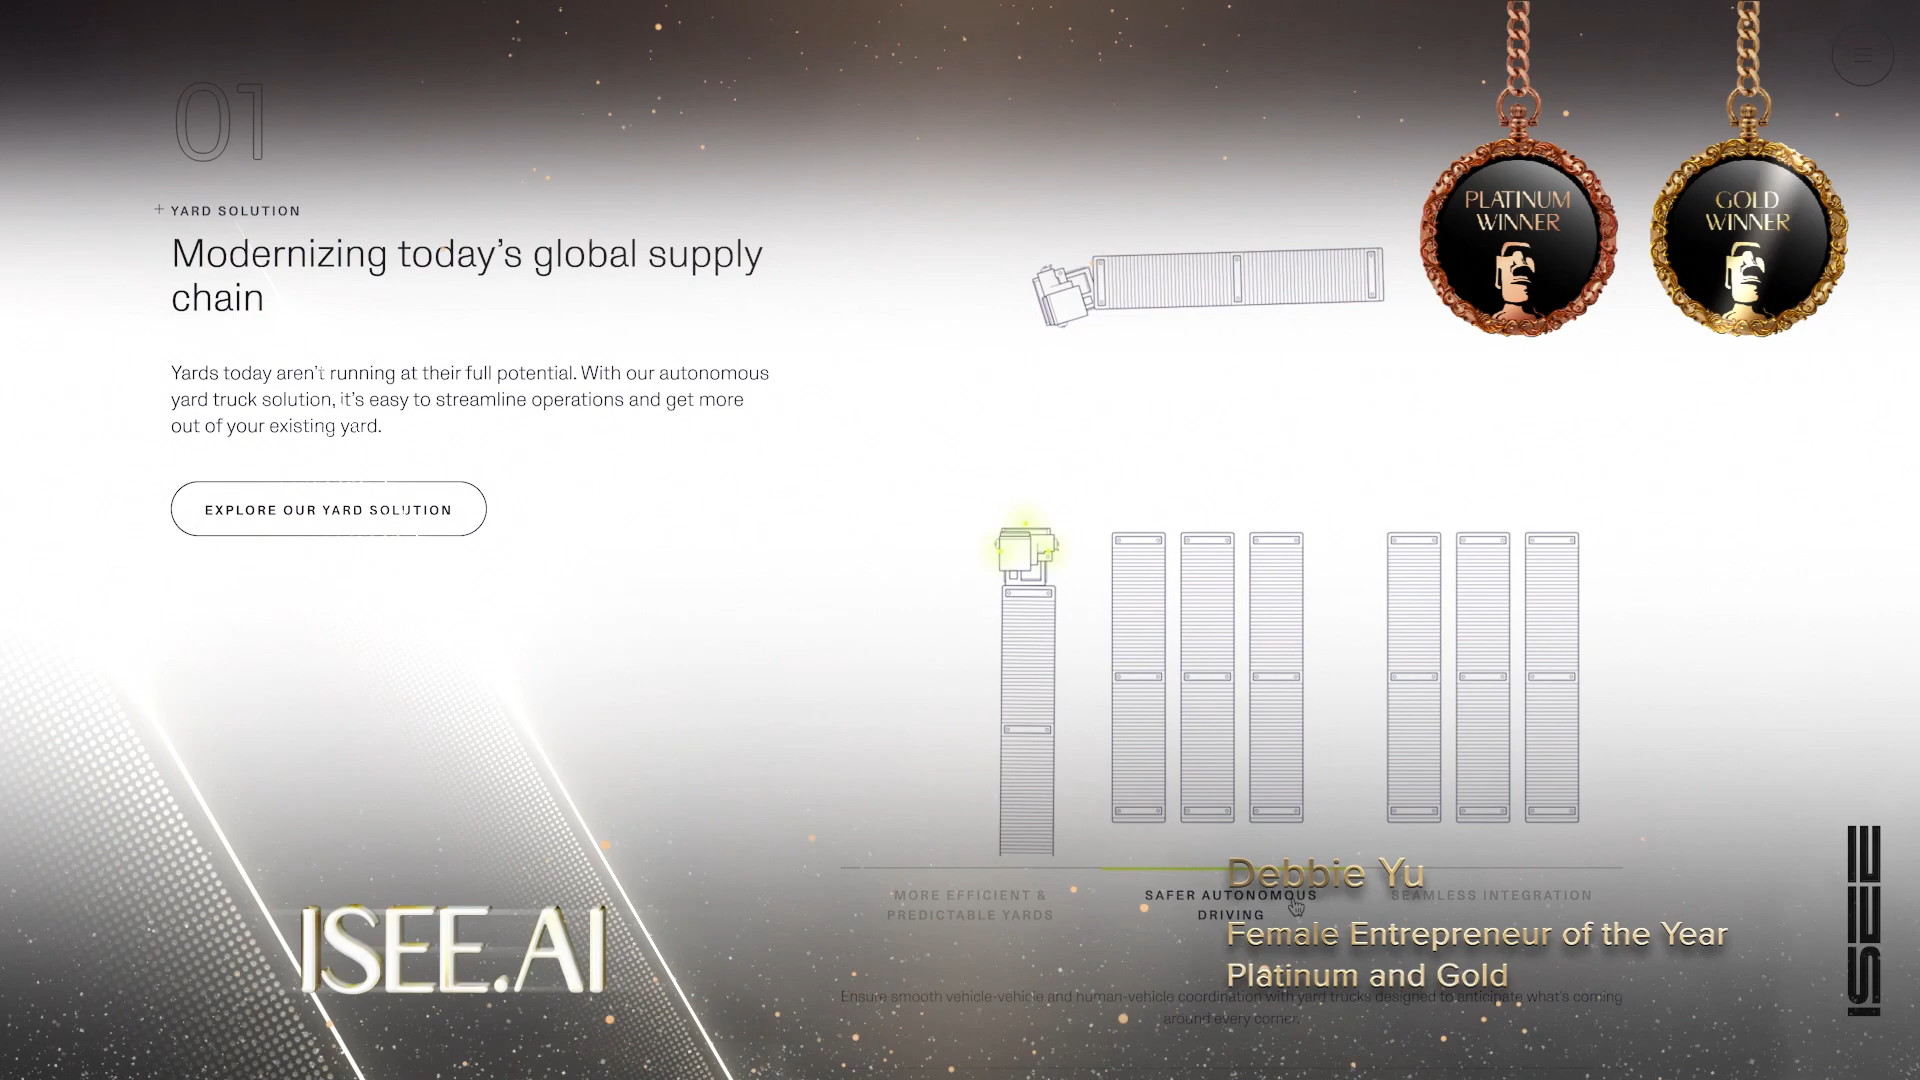 01
YARD SOLUTION
Modernizing today's global supply
chain
Yards today aren't running at their full potential. With our autonomous
yard truck solution, it's easy to streamline operations and get more
out of your existing yard.
EXPLORE OUR YARD SOLUTION
PLATINUM
WINNER
GOLD
WINNER
MORE EFFICIENT &
PREDICTABLE YARDS
SAFER AUTONOMOUS
DRIVING
SEAMLESS INTEGRATION
Ensure smooth vehicle-vehicle and human-vehicle coordination with yard trucks designed to anticipate what's coming
around every corner.
ISEE.AI
Debbie Yu
Female Entrepreneur of the Year
Platinum and Gold
ISEE